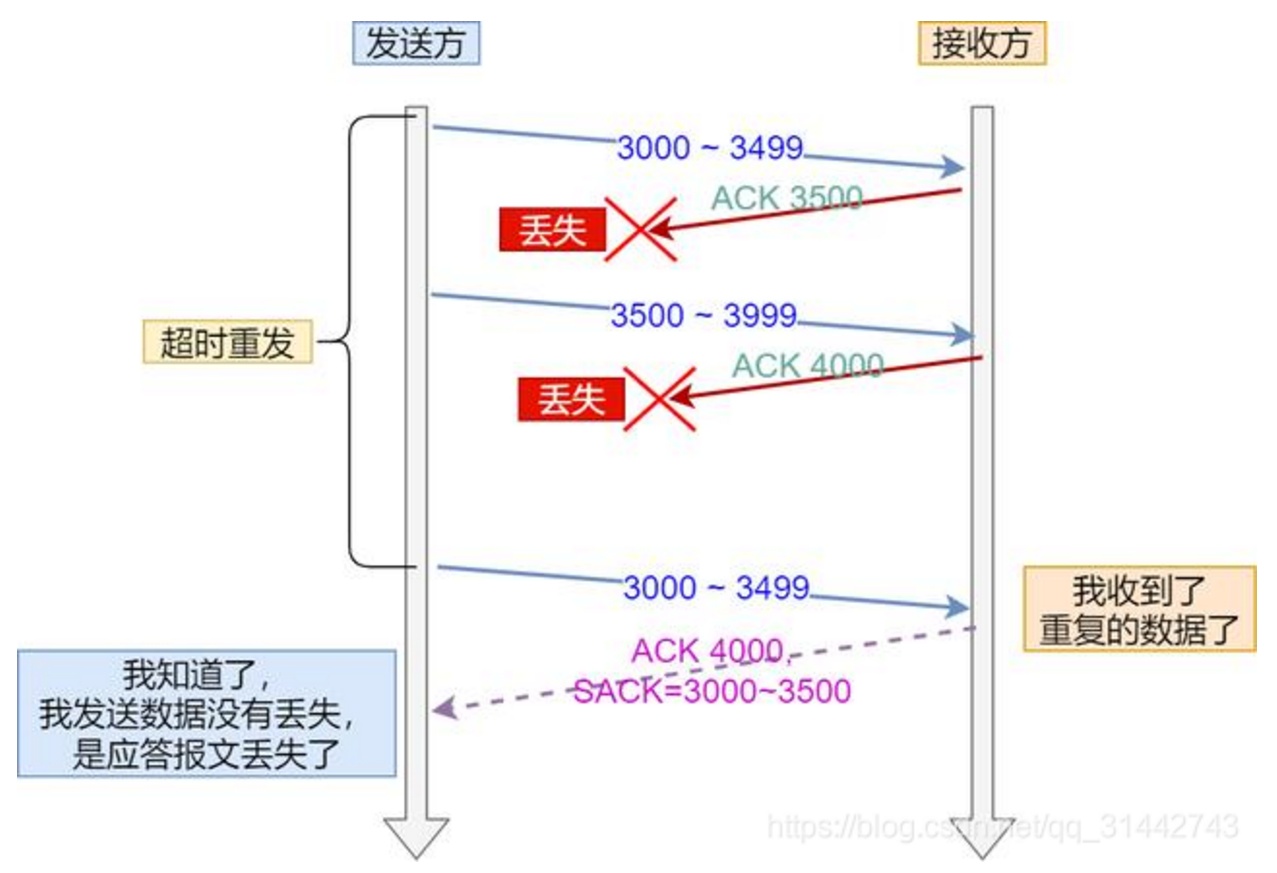 发送方
接收方
3000 ~ 3499
ACK 3500
丢失
3500 ~ 3999
超时重发
ACK 4000
丢失
3000 ~ 3499
我收到了
重复的数据了
ACK 4000,
SACK=3000~3500
我知道了，
我发送数据没有丢失，
是应答报文丢失了
https://blog.csdn.net/qq_31442743